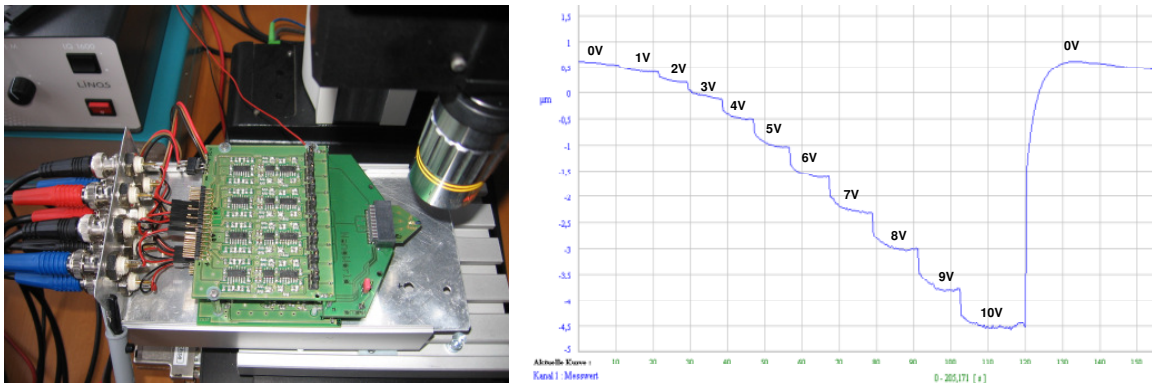 LQ 1600
LINOS
1,5
1
0,5
0
-0,5
-1
-1,5
-2
-2,5
-3
-3,5
-4
-4,5
-5
µm
0V
1V
2V
3V
4V
5V
6V
7V
8V
9V
10V
0V
Aktuelle Kurve : 10 20 30 40 50 60 70 80 90 100 110 120 130 140 150
Kanal 1 : Messwert
0 - 205,171 [ s ]